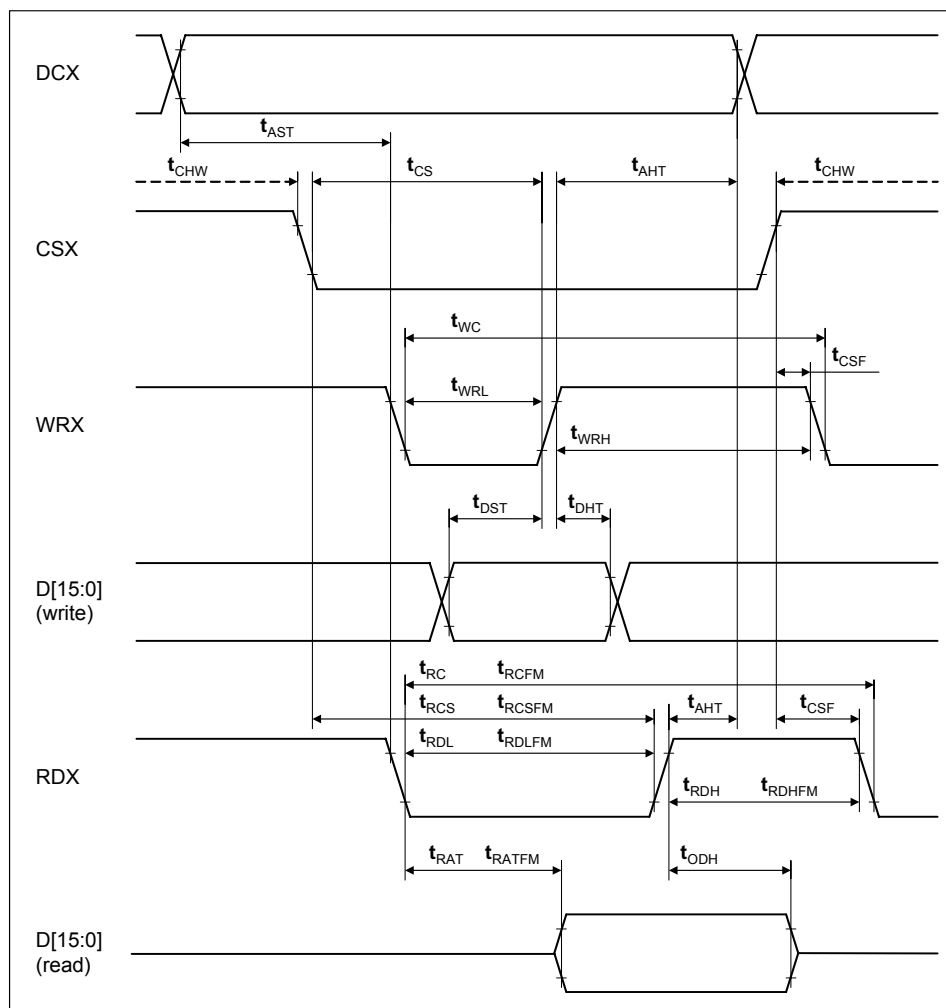 DCX
tAST
tCHW tCS tAHT tCHW
CSX
tWC
tCSF
WRX
tWRL
tWRH
tDST tDHT
D[15:0]
(write)
tRC tRCFM
tRCS tRCSFM tAHT tCSF
tRDL tRDLFM
RDX
tRDH tRDHFM
tRAT tRATFM tODH
D[15:0]
(read)